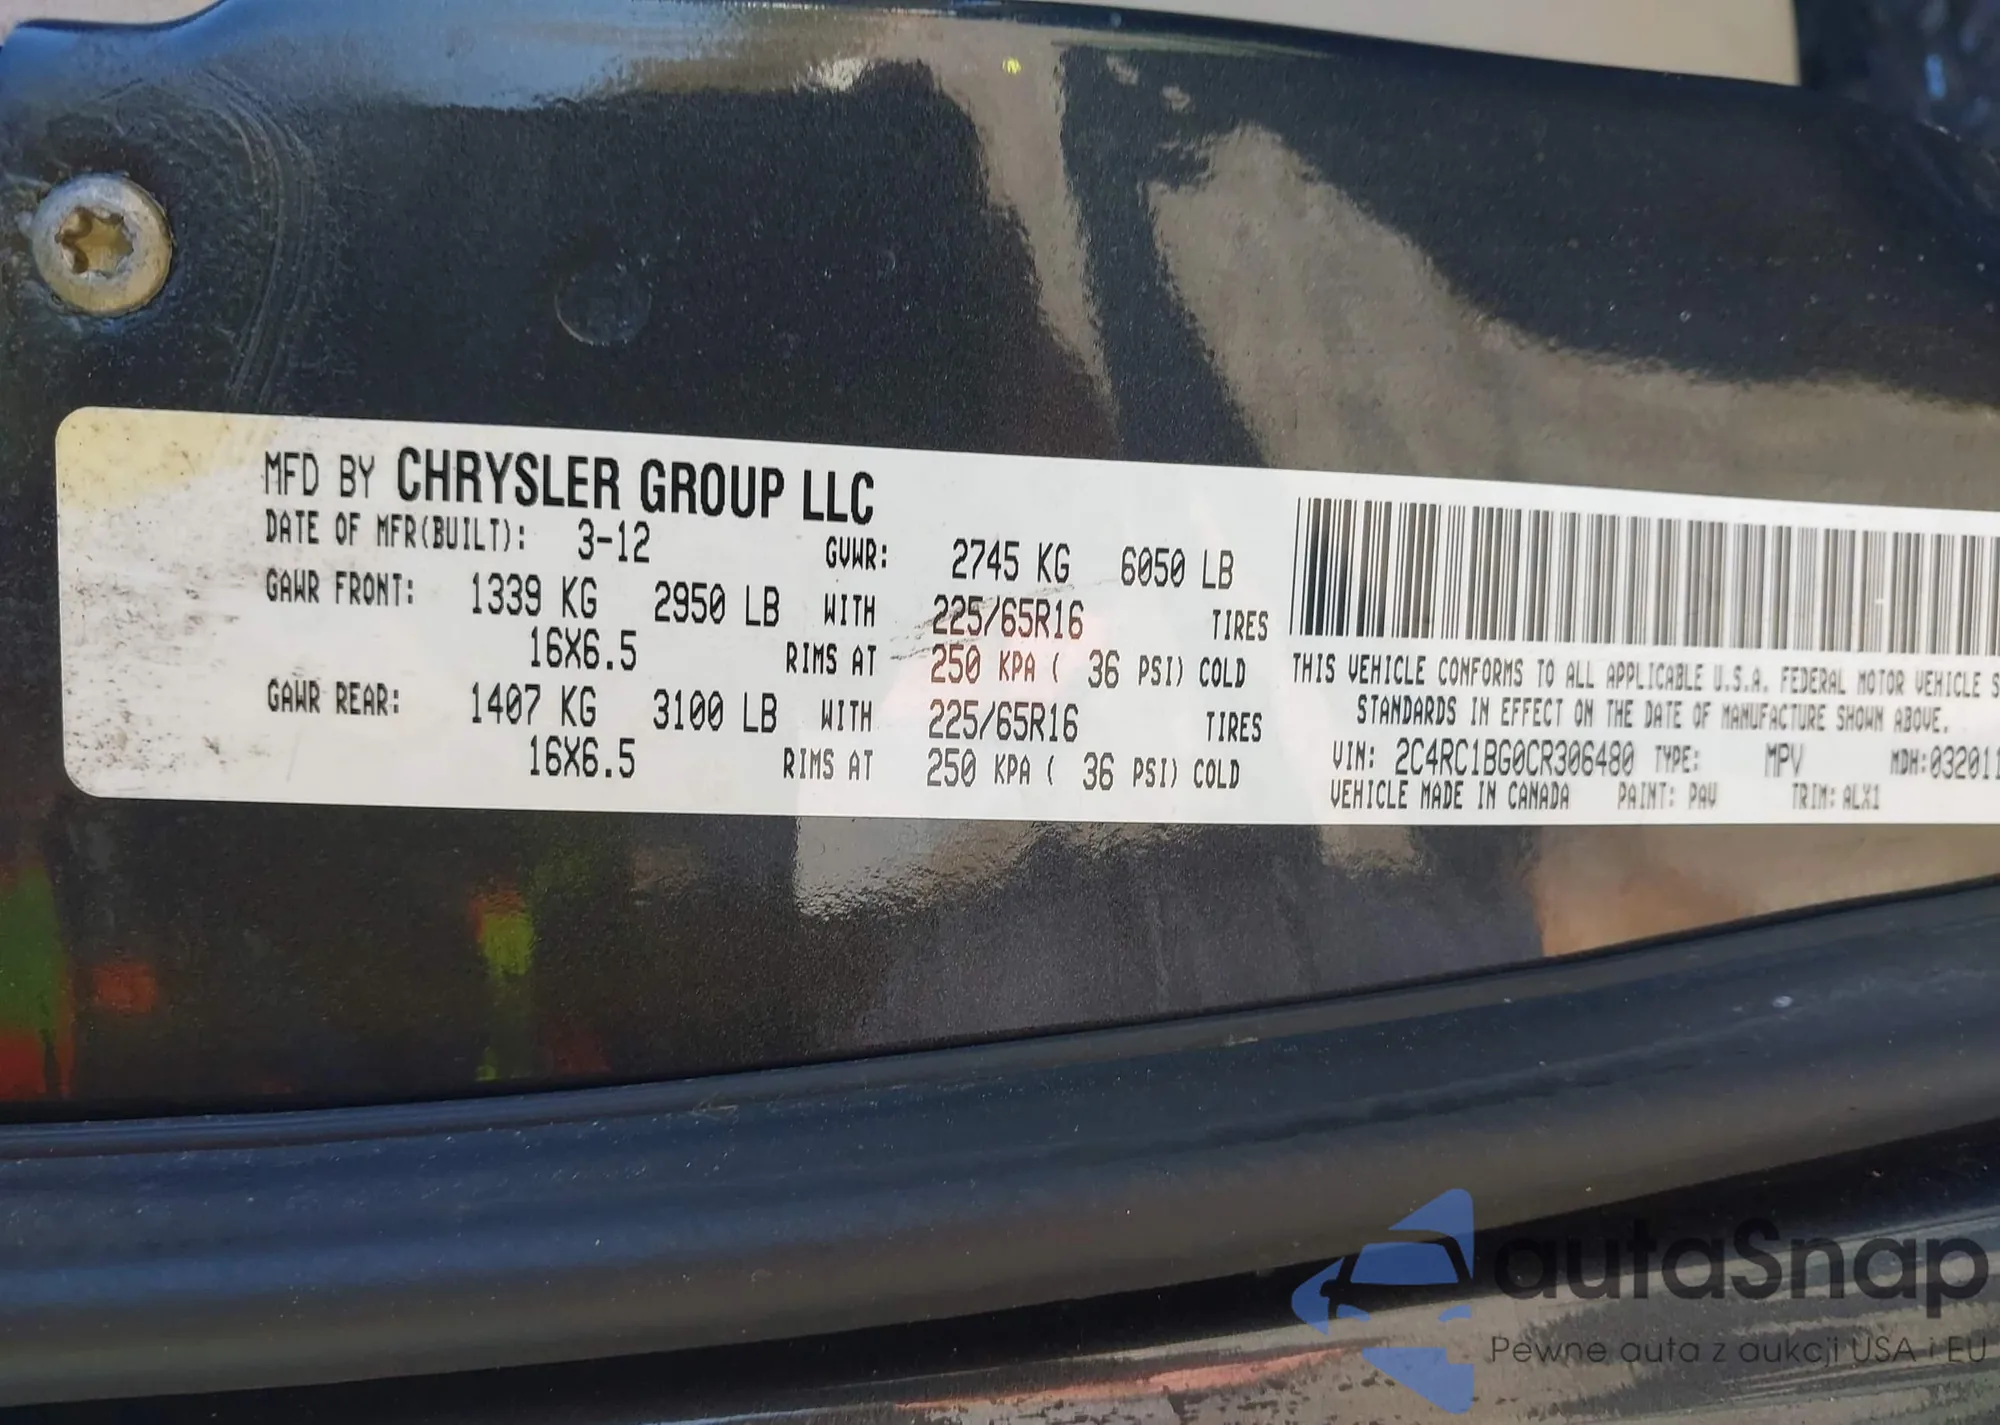 MFD BY CHRYSLER GROUP LLC
DATE OF MFR(BUILT): 3-12 GVWR: 2745 KG 6050 LB
GAWR FRONT: 1339 KG 2950 LB WITH 225/65R16 TIRES
16X6.5 RIMS AT 250 KPA ( 36 PSI) COLD
GAWR REAR: 1407 KG 3100 LB WITH 225/65R16 TIRES
16X6.5 RIMS AT 250 KPA ( 36 PSI) COLD
THIS VEHICLE CONFORMS TO ALL APPLICABLE U.S.A. FEDERAL MOTOR VEHICLE S
STANDARDS IN EFFECT ON THE DATE OF MANUFACTURE SHOWN ABOVE.
VIN: 2C4RC1BG0CR306480 TYPE: MPV MDH:032011
VEHICLE MADE IN CANADA PAINT: PAV TRIM: ALX1
autaSnap
Pewne auta z aukcji USA i EU